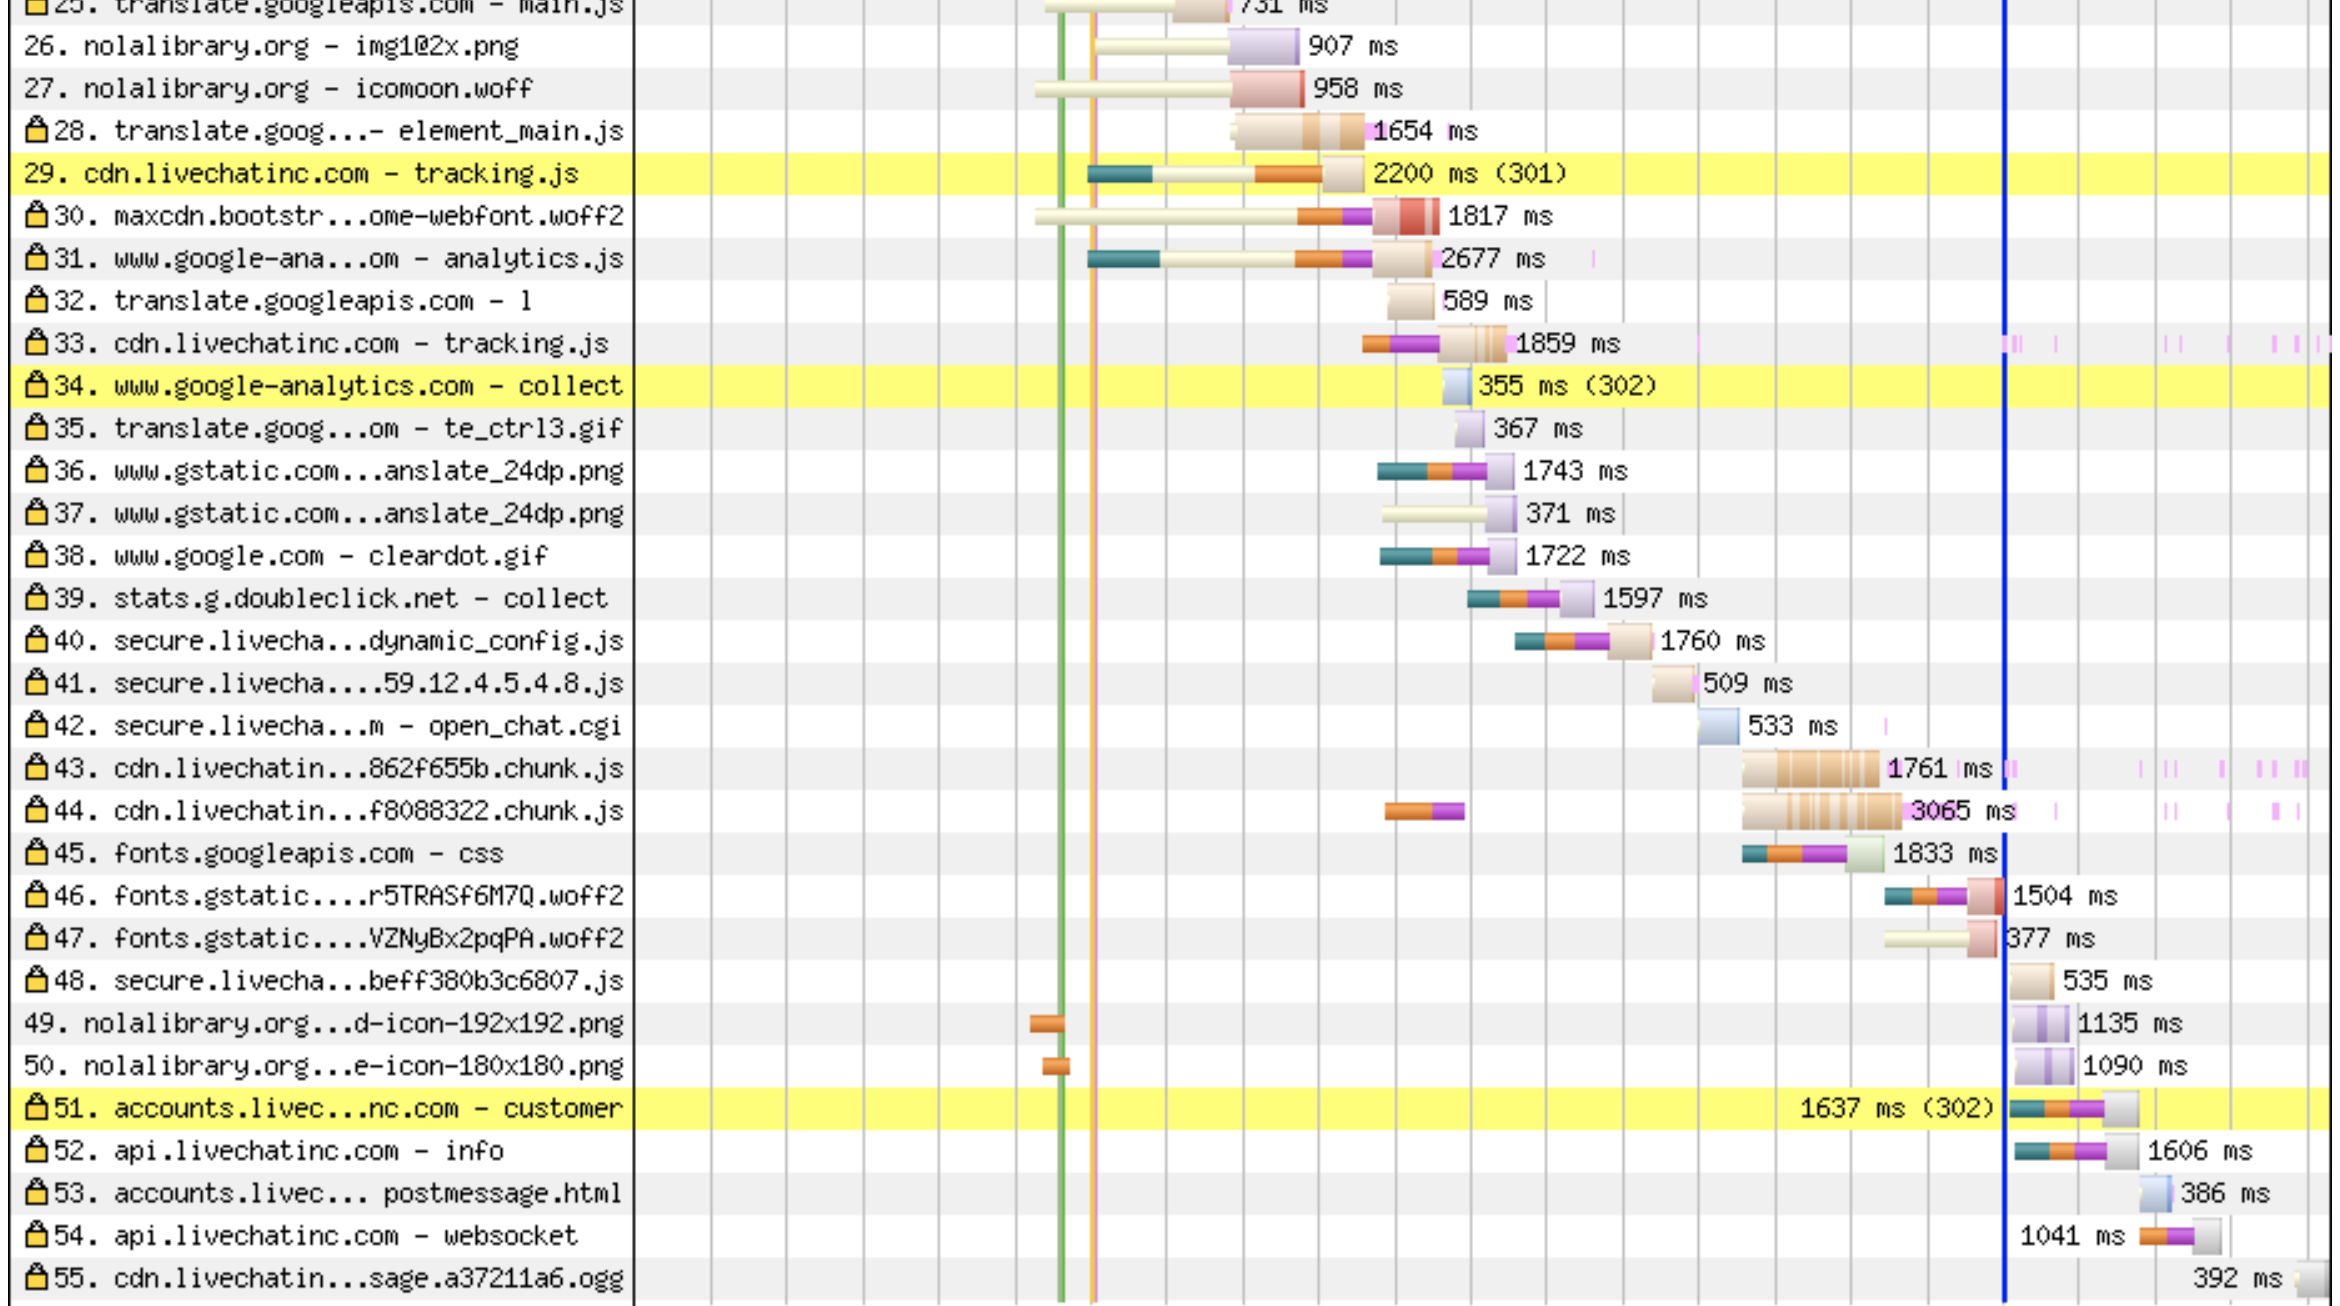 25. translate.googleapis.com - main.js 731 ms
26. nolalibrary.org - img1@2x.png 907 ms
27. nolalibrary.org - icomoon.woff 958 ms
28. translate.goog...- element_main.js 1654 ms
29. cdn.livechatinc.com - tracking.js 2200 ms (301)
30. maxcdn.bootstr...ome-webfont.woff2 1817 ms
31. www.google-ana...om - analytics.js 2677 ms
32. translate.googleapis.com - l 589 ms
33. cdn.livechatinc.com - tracking.js 1859 ms
34. www.google-analytics.com - collect 355 ms (302)
35. translate.goog...om - te_ctrl3.gif 367 ms
36. www.gstatic.com...anslate_24dp.png 1743 ms
37. www.gstatic.com...anslate_24dp.png 371 ms
38. www.google.com - cleardot.gif 1722 ms
39. stats.g.doubleclick.net - collect 1597 ms
40. secure.livecha...dynamic_config.js 1760 ms
41. secure.livecha....59.12.4.5.4.8.js 509 ms
42. secure.livecha...m - open_chat.cgi 533 ms
43. cdn.livechatin...862f655b.chunk.js 1761 ms
44. cdn.livechatin...f8088322.chunk.js 3065 ms
45. fonts.googleapis.com - css 1833 ms
46. fonts.gstatic....r5TRASf6M7Q.woff2 1504 ms
47. fonts.gstatic....VZNyBx2pqPA.woff2 377 ms
48. secure.livecha...beff380b3c6807.js 535 ms
49. nolalibrary.org...d-icon-192x192.png 1135 ms
50. nolalibrary.org...e-icon-180x180.png 1090 ms
51. accounts.livec...nc.com - customer 1637 ms (302)
52. api.livechatinc.com - info 1606 ms
53. accounts.livec... postmessage.html 386 ms
54. api.livechatinc.com - websocket 1041 ms
55. cdn.livechatin...sage.a37211a6.ogg 392 ms